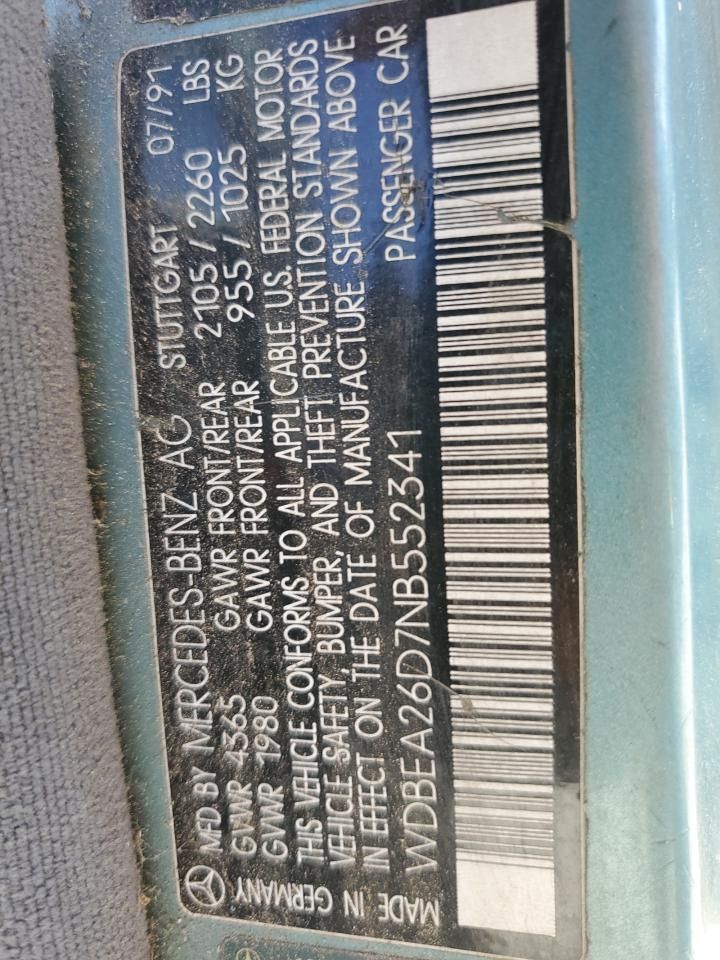 MFD BY MERCEDES-BENZ AG STUTTGART 07/91
GVWR 4365 GAWR FRONT/REAR 2105 / 2260 LBS
GVWR 1980 GAWR FRONT/REAR 955 / 1025 KG
THIS VEHICLE CONFORMS TO ALL APPLICABLE U.S. FEDERAL MOTOR
VEHICLE SAFETY, BUMPER, AND THEFT PREVENTION STANDARDS
IN EFFECT ON THE DATE OF MANUFACTURE SHOWN ABOVE
WDBEA26D7NB552341 PASSENGER CAR
MADE IN GERMANY